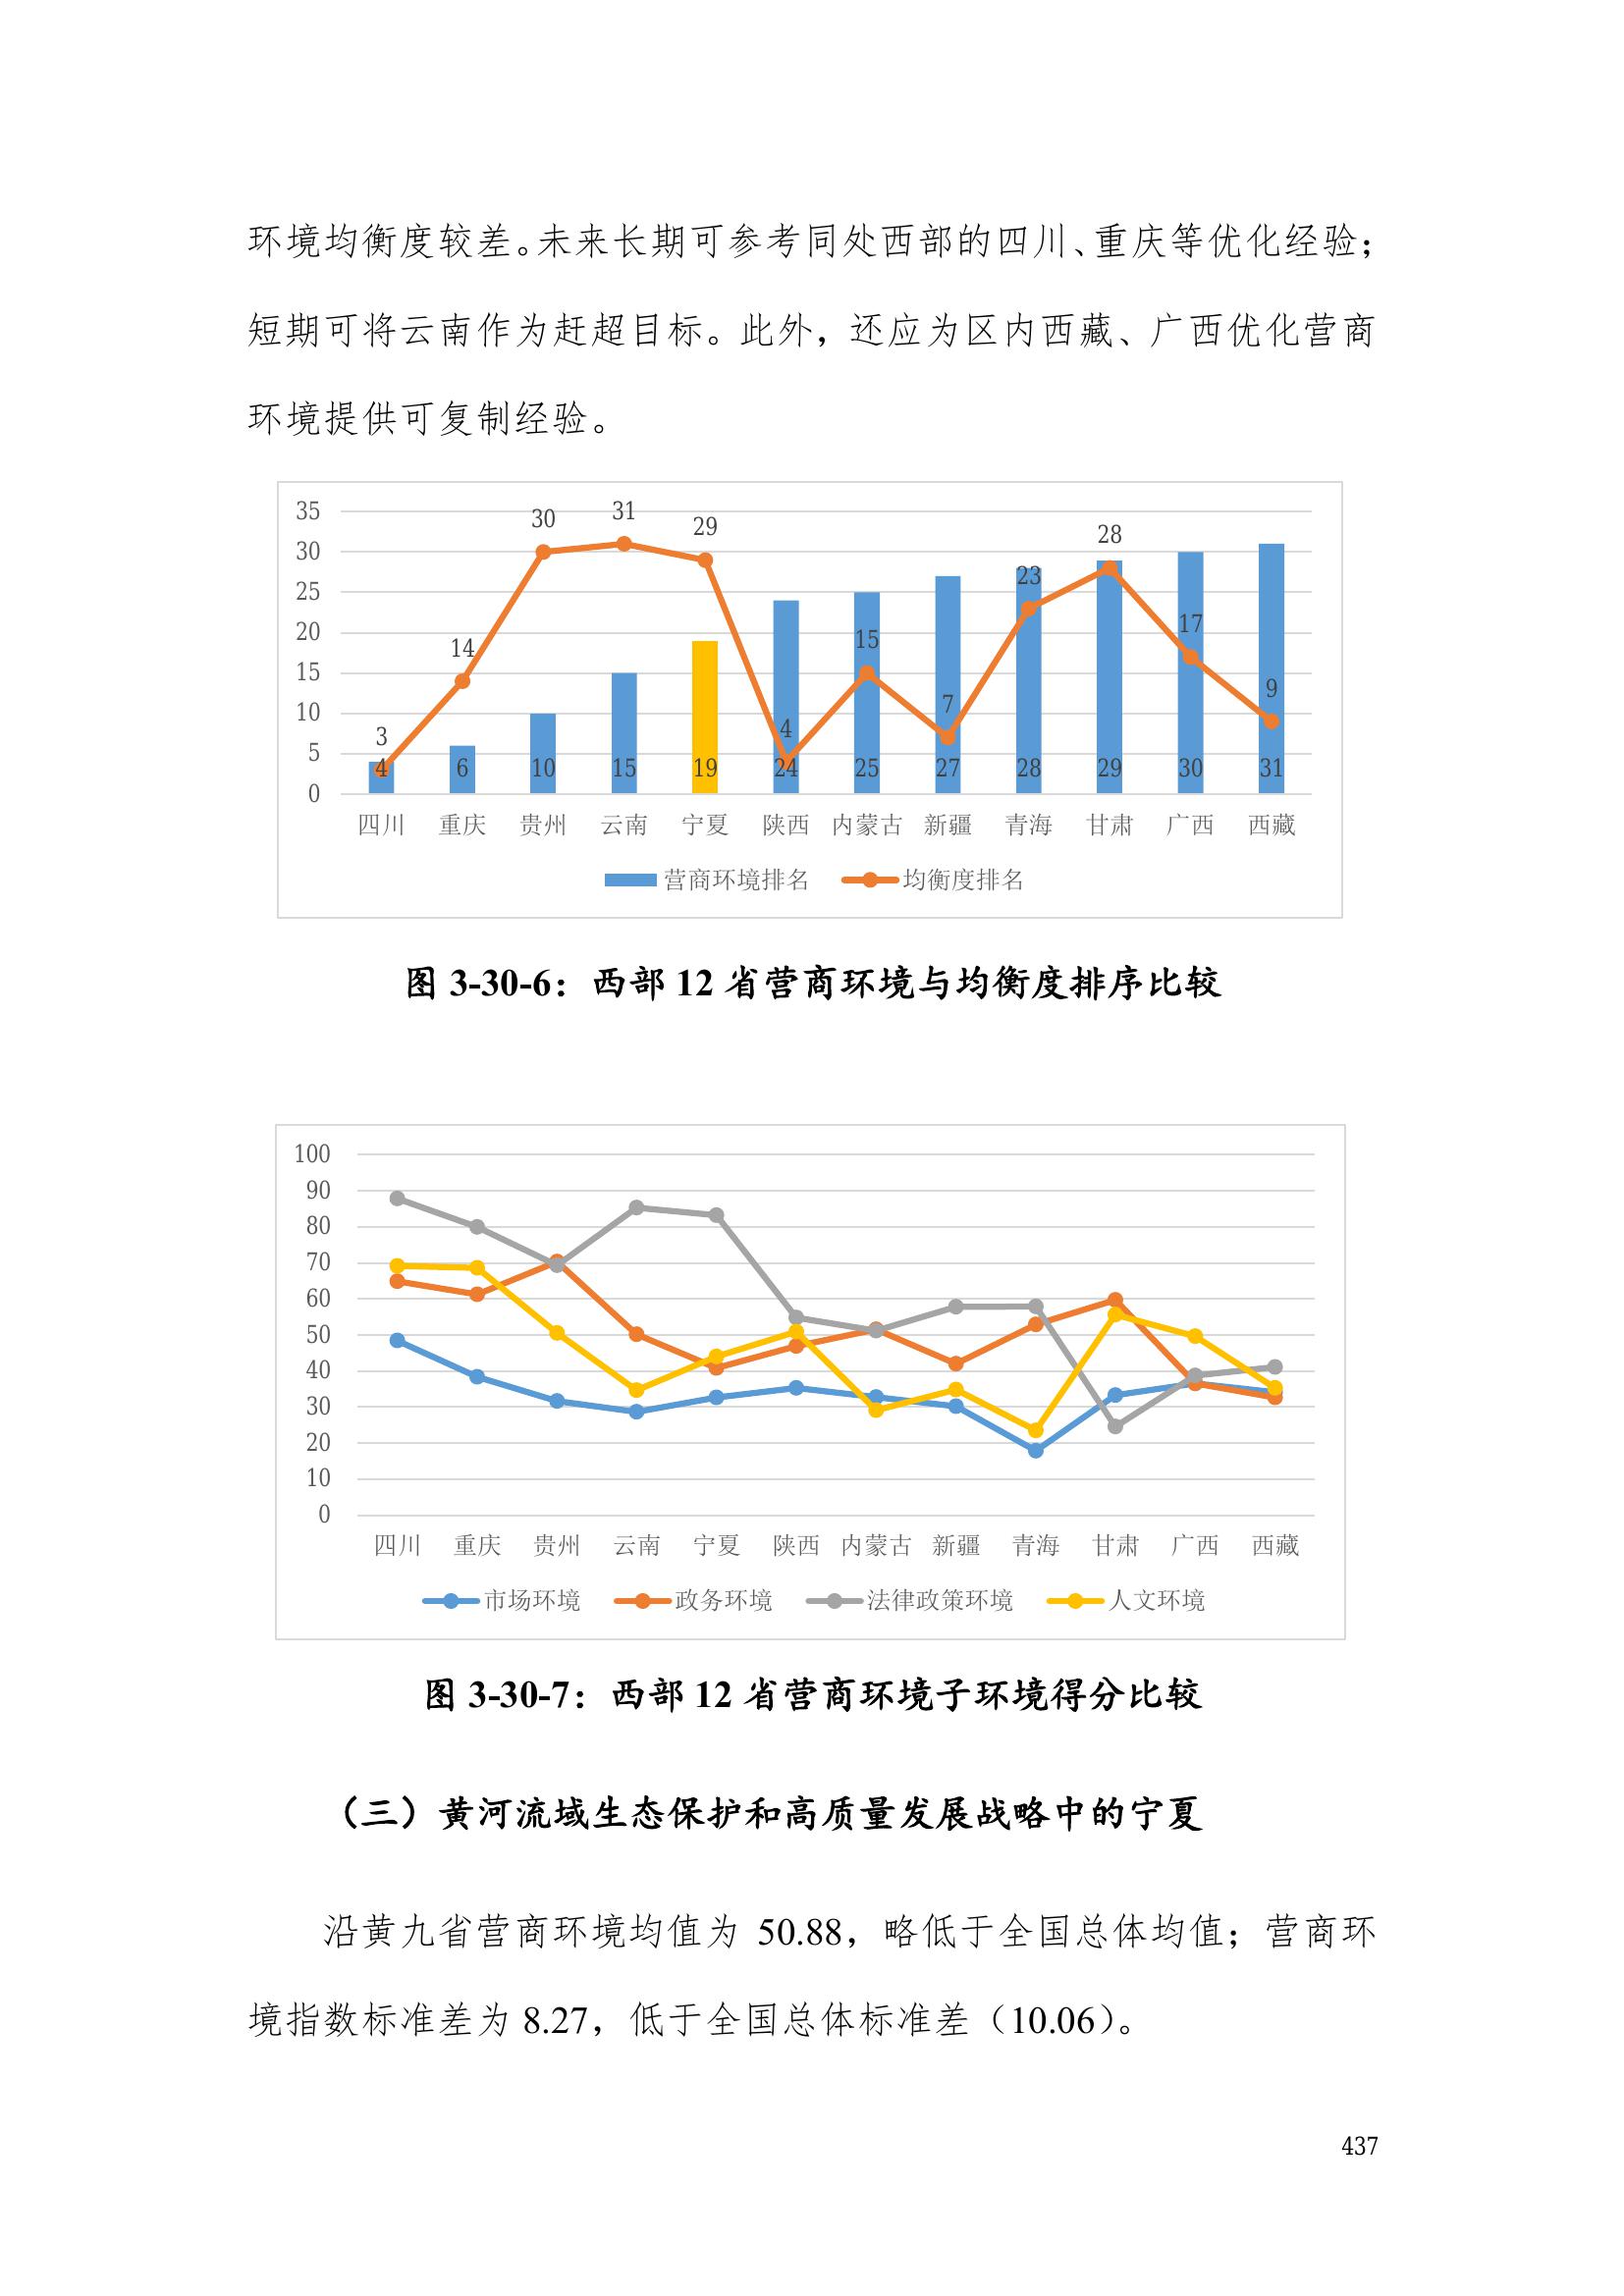 环境均衡度较差。未来长期可参考同处西部的四川、重庆等优化经验；
短期可将云南作为赶超目标。此外，还应为区内西藏、广西优化营商
环境提供可复制经验。
35
30
25
20
15
10
5
0
3 14 30 31 29 4 15 7 23 28 17 9
4 6 10 15 19 24 25 27 28 29 30 31
四川 重庆 贵州 云南 宁夏 陕西 内蒙古 新疆 青海 甘肃 广西 西藏
营商环境排名 均衡度排名
图 3-30-6：西部 12 省营商环境与均衡度排序比较
100
90
80
70
60
50
40
30
20
10
0
四川 重庆 贵州 云南 宁夏 陕西 内蒙古 新疆 青海 甘肃 广西 西藏
市场环境 政务环境 法律政策环境 人文环境
图 3-30-7：西部 12 省营商环境子环境得分比较
（三）黄河流域生态保护和高质量发展战略中的宁夏
沿黄九省营商环境均值为 50.88，略低于全国总体均值；营商环
境指数标准差为 8.27，低于全国总体标准差（10.06）。
437